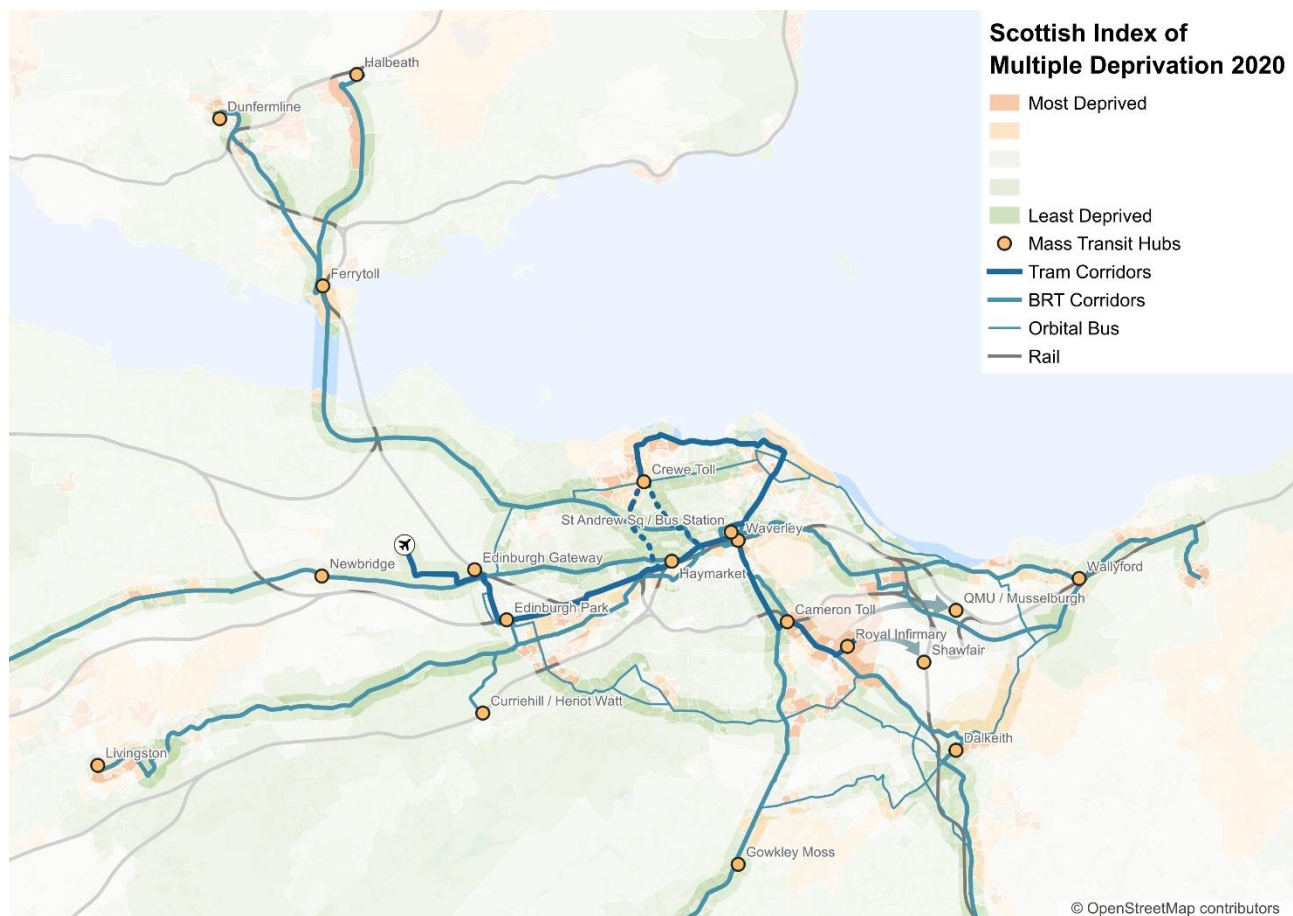 Scottish Index of
Multiple Deprivation 2020
Most Deprived
Least Deprived
Mass Transit Hubs
Tram Corridors
BRT Corridors
Orbital Bus
Rail
Halbeath
Dunfermline
Ferrytoll
Crewe Toll
St Andrew Sq / Bus Station
Waverley
Newbridge
Edinburgh Gateway
Haymarket
Wallyford
Edinburgh Park
Cameron Toll
QMU / Musselburgh
Royal Infirmary
Shawfair
Curriehill / Heriot Watt
Dalkeith
Livingston
Gowkley Moss
© OpenStreetMap contributors